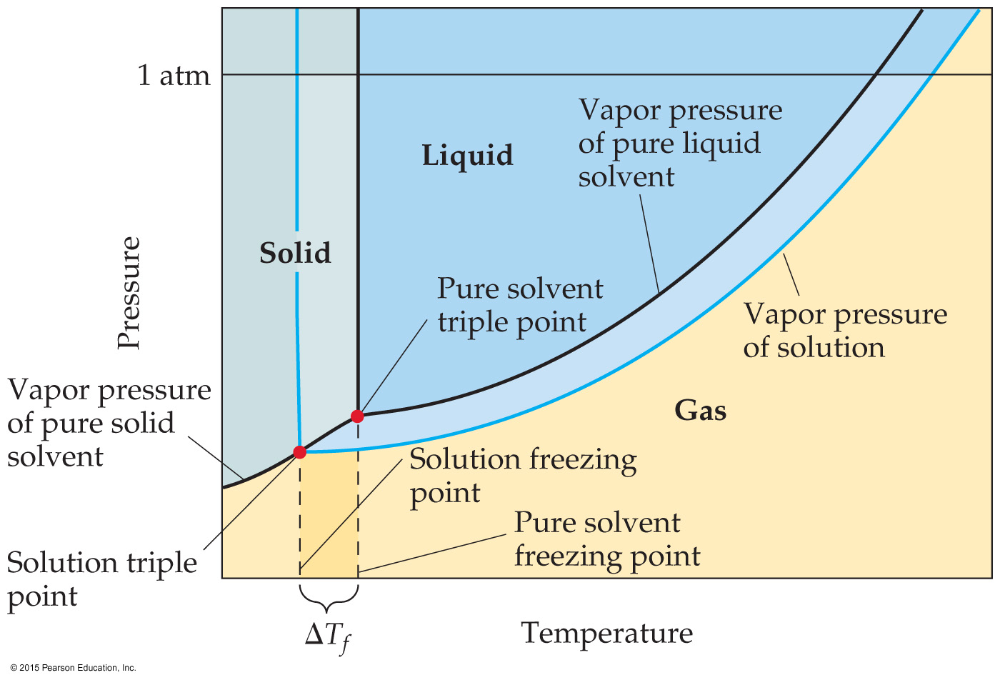 1 atm
Vapor pressure
of pure liquid
solvent
Liquid
Solid
Pressure
Pure solvent
triple point
Vapor pressure
of solution
Vapor pressure
of pure solid
solvent
Gas
Solution freezing
point
Pure solvent
freezing point
Solution triple
point
ΔT_f
Temperature
© 2015 Pearson Education, Inc.